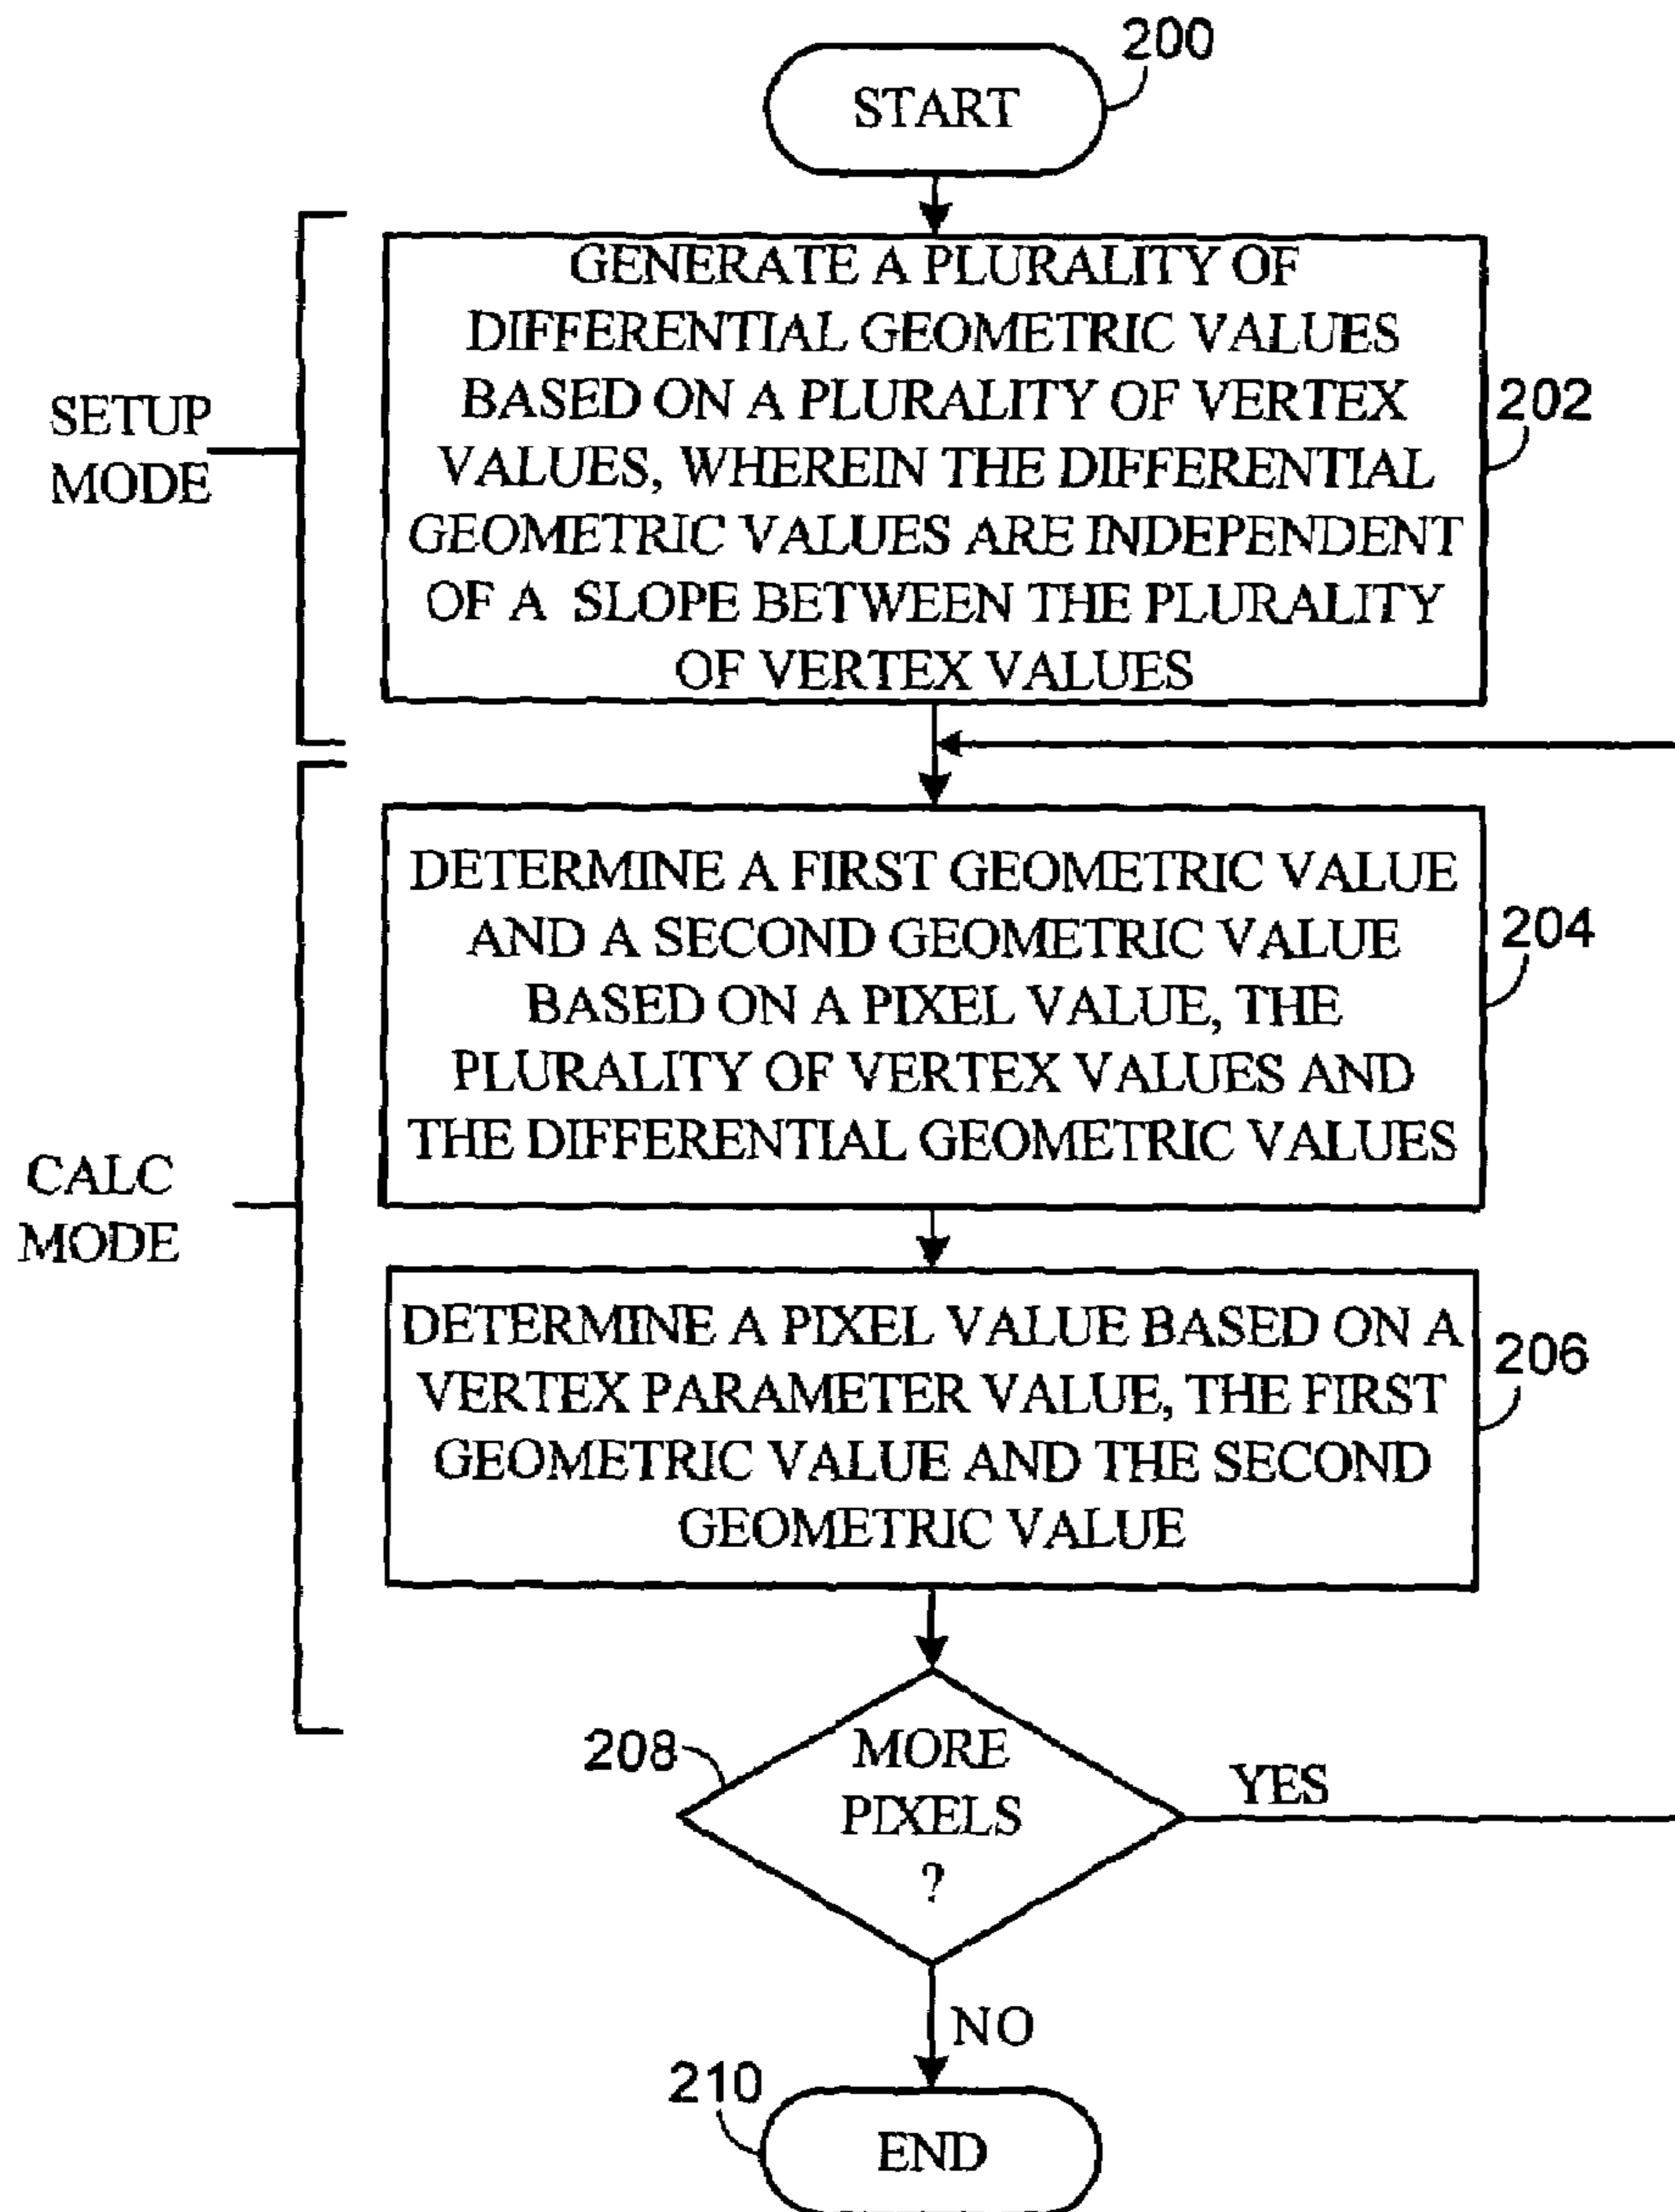 200
START
SETUP
MODE
GENERATE A PLURALITY OF
DIFFERENTIAL GEOMETRIC VALUES
BASED ON A PLURALITY OF VERTEX
VALUES, WHEREIN THE DIFFERENTIAL
GEOMETRIC VALUES ARE INDEPENDENT
OF A SLOPE BETWEEN THE PLURALITY
OF VERTEX VALUES
202
CALC
MODE
DETERMINE A FIRST GEOMETRIC VALUE
AND A SECOND GEOMETRIC VALUE
BASED ON A PIXEL VALUE, THE
PLURALITY OF VERTEX VALUES AND
THE DIFFERENTIAL GEOMETRIC VALUES
204
DETERMINE A PIXEL VALUE BASED ON A
VERTEX PARAMETER VALUE, THE FIRST
GEOMETRIC VALUE AND THE SECOND
GEOMETRIC VALUE
206
208
MORE
PIXELS
?
YES
NO
210
END